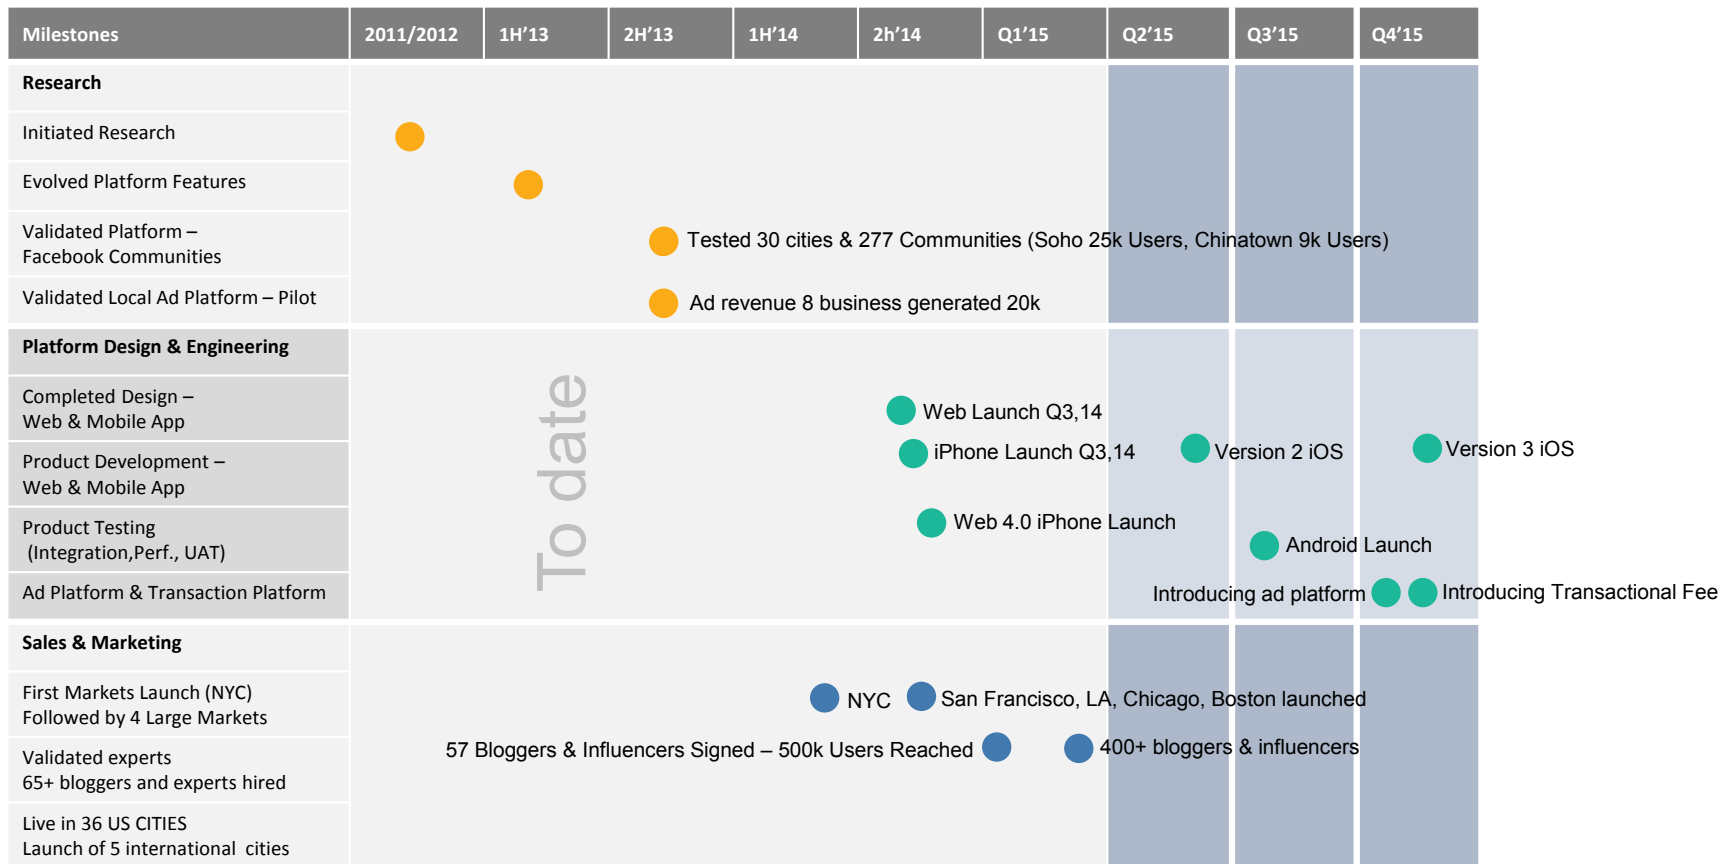 Milestones
2011/2012
1H’13
2H’13
1H’14
2h’14
Q1’15
Q2’15
Q3’15
Q4’15
Research
Initiated Research
Evolved Platform Features
Validated Platform –
Facebook Communities
Tested 30 cities & 277 Communities (Soho 25k Users, Chinatown 9k Users)
Validated Local Ad Platform – Pilot
Ad revenue 8 business generated 20k
Platform Design & Engineering
To date
Completed Design –
Web & Mobile App
Web Launch Q3,14
Product Development –
Web & Mobile App
iPhone Launch Q3,14
Version 2 iOS
Version 3 iOS
Product Testing
(Integration,Perf., UAT)
Web 4.0 iPhone Launch
Android Launch
Ad Platform & Transaction Platform
Introducing ad platform
Introducing Transactional Fee
Sales & Marketing
First Markets Launch (NYC)
Followed by 4 Large Markets
NYC
San Francisco, LA, Chicago, Boston launched
Validated experts
65+ bloggers and experts hired
57 Bloggers & Influencers Signed – 500k Users Reached
400+ bloggers & influencers
Live in 36 US CITIES
Launch of 5 international cities